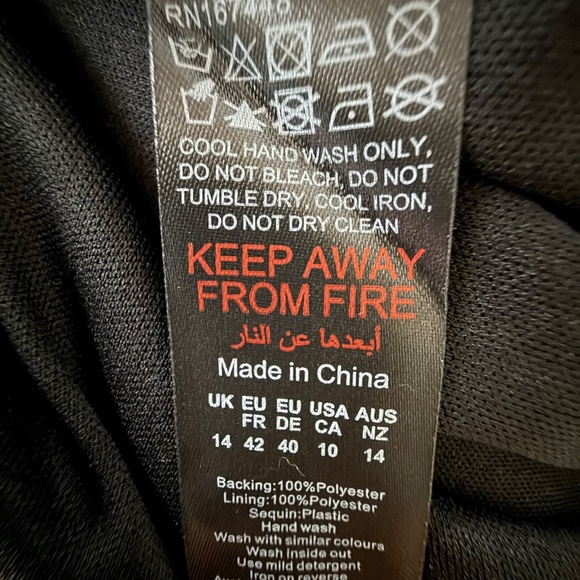 COOL HAND WASH ONLY,
DO NOT BLEACH, DO NOT
TUMBLE DRY, COOL IRON,
DO NOT DRY CLEAN
KEEP AWAY
FROM FIRE
أبعدها عن النار
Made in China
UK EU EU USA AUS
FR DE CA NZ
14 42 40 10 14
Backing:100%Polyester
Lining:100%Polyester
Sequin:Plastic
Hand wash
Wash with similar colours
Wash inside out
Use mild detergent
Iron on reverse